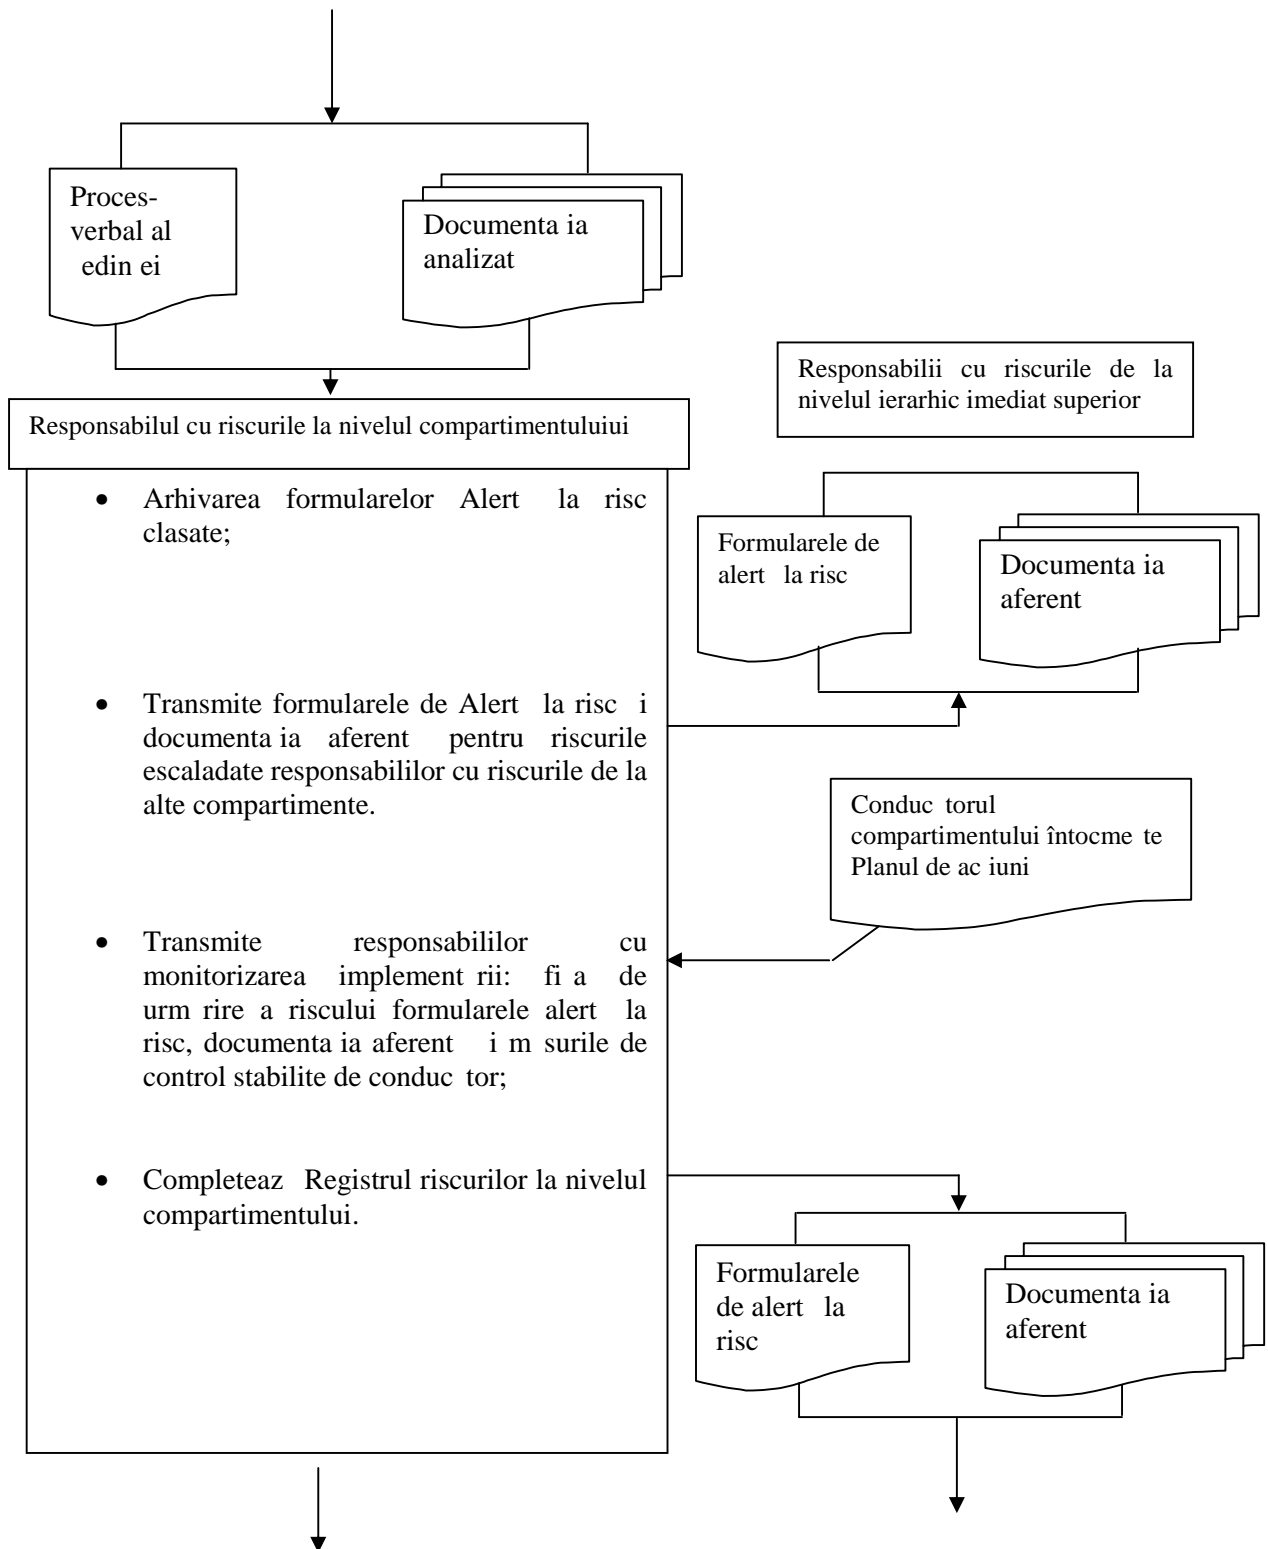 Proces-
verbal al
edin ei
Documenta ia
analizat
Responsabilii cu riscurile de la
nivelul ierarhic imediat superior
Responsabilul cu riscurile la nivelul compartimentuluiui
• Arhivarea formularelor Alert la risc
clasate;
Formularele de
alert la risc
Documenta ia
aferent
• Transmite formularele de Alert la risc i
documenta ia aferent pentru riscurile
escaladate responsabililor cu riscurile de la
alte compartimente.
Conduc torul
compartimentului întocme te
Planul de ac iuni
• Transmite responsabililor cu
monitorizarea implement rii: fi a de
urm rire a riscului formularele alert la
risc, documenta ia aferent i m surile de
control stabilite de conduc tor;
• Completeaz Registrul riscurilor la nivelul
compartimentului.
Formularele
de alert la
risc
Documenta ia
aferent